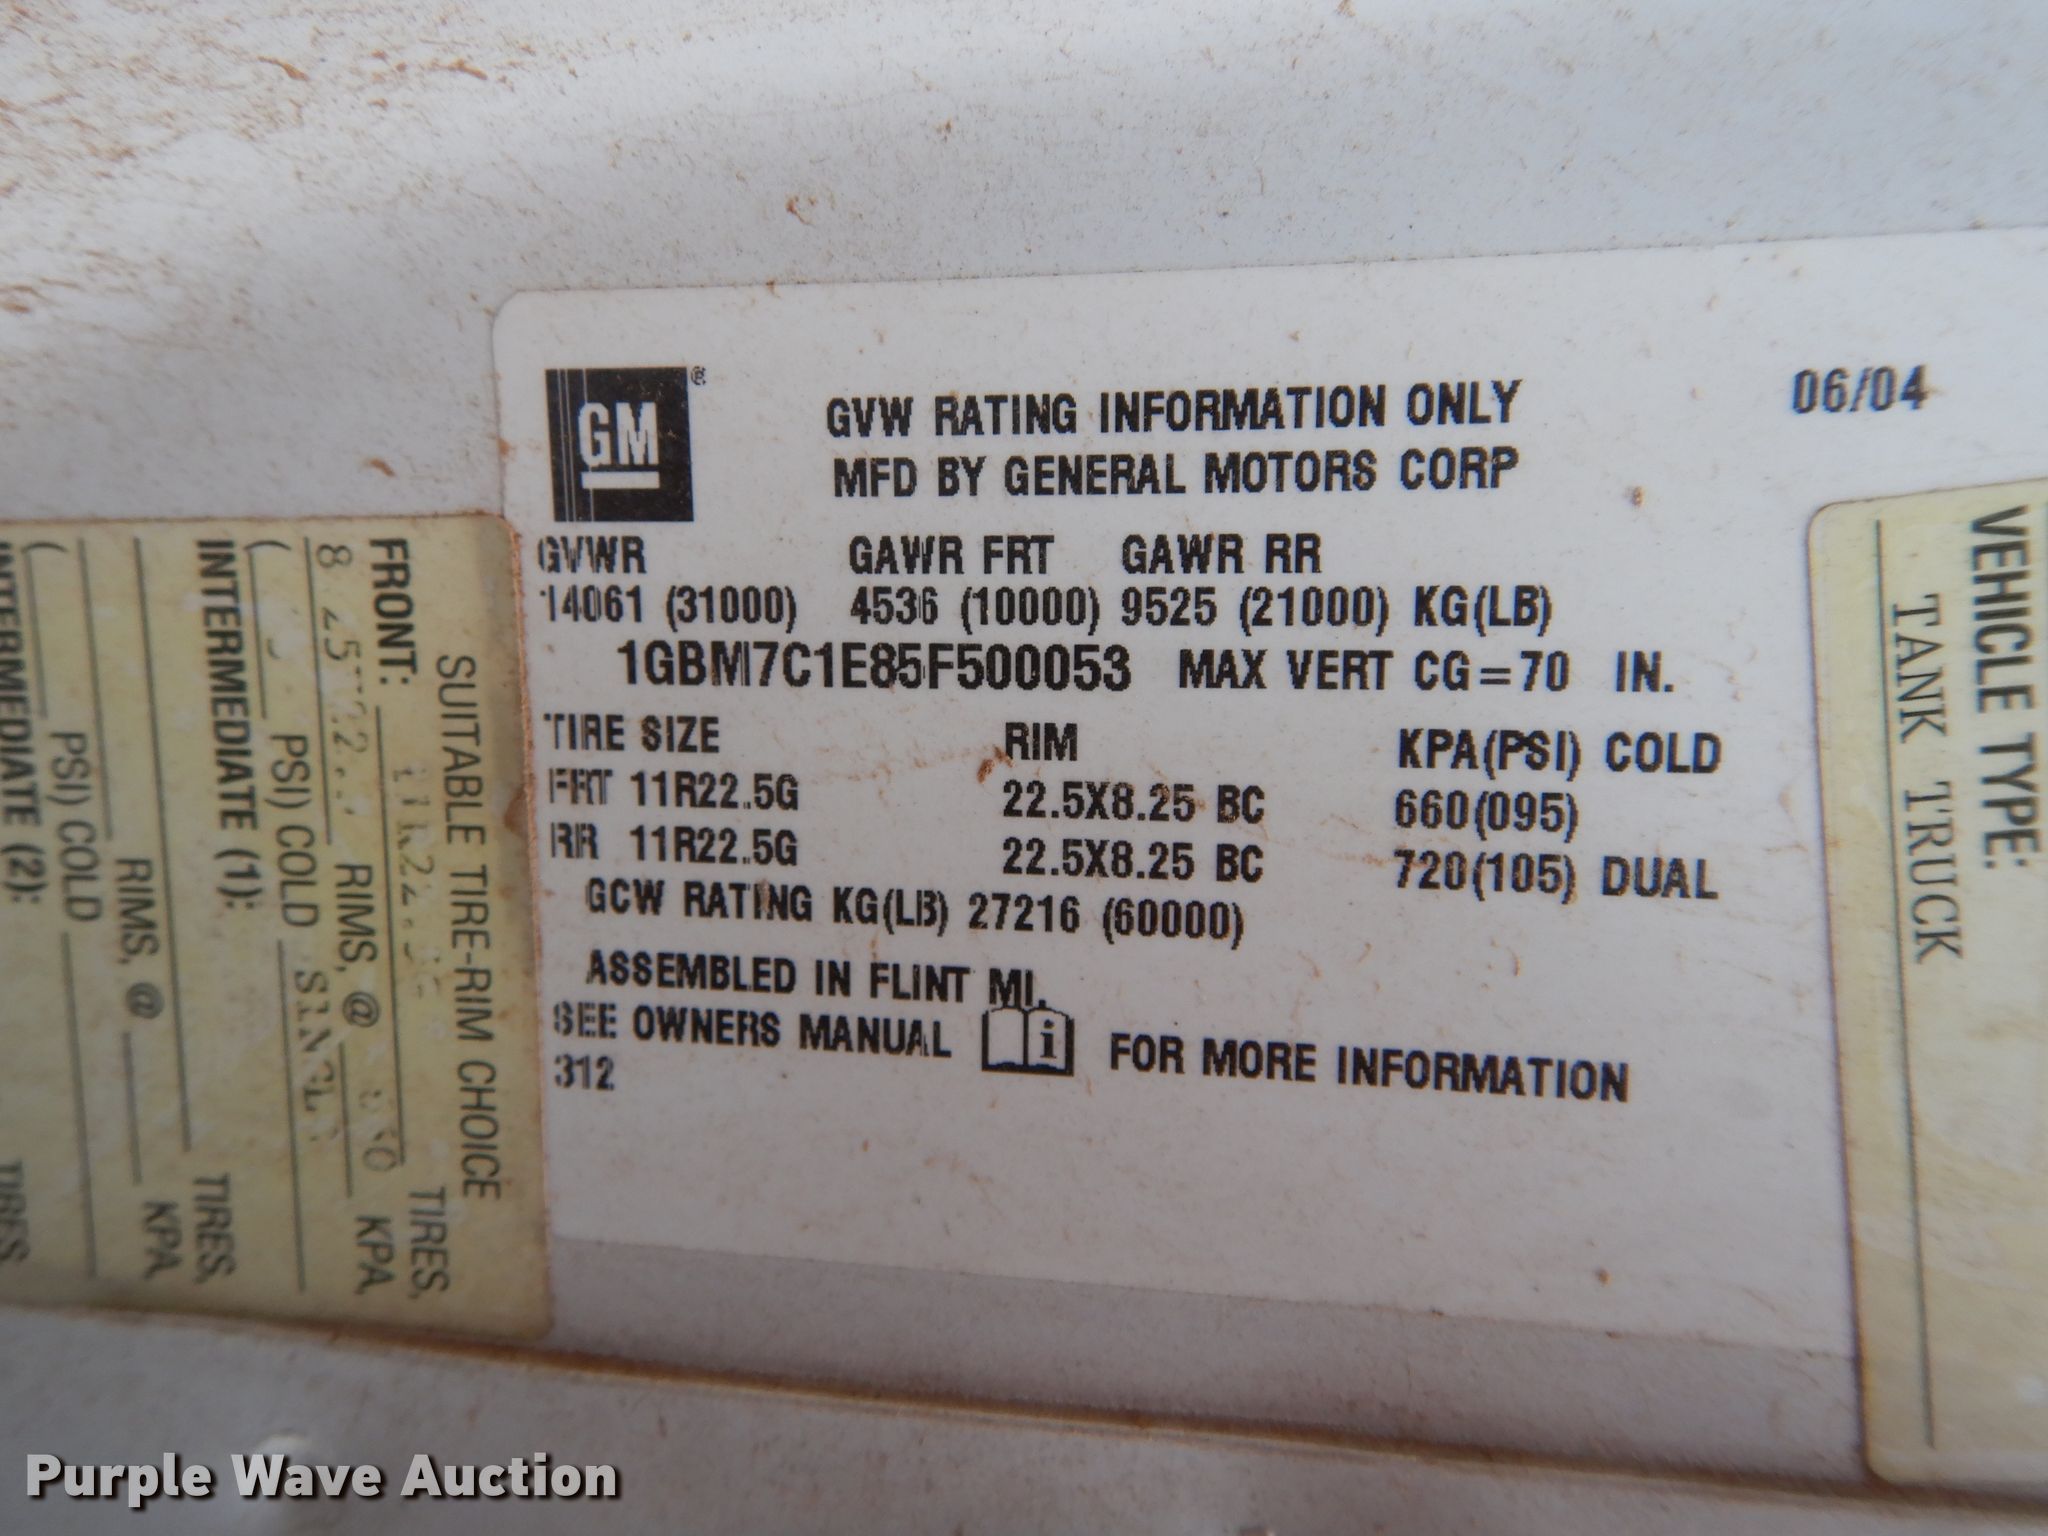 GM®
GVW RATING INFORMATION ONLY
06/04
MFD BY GENERAL MOTORS CORP
GVWR GAWR FRT GAWR RR
14061 (31000) 4536 (10000) 9525 (21000) KG(LB)
1GBM7C1E85F500053 MAX VERT CG=70 IN.
TIRE SIZE RIM KPA(PSI) COLD
FRT 11R22.5G 22.5X8.25 BC 660(095)
RR 11R22.5G 22.5X8.25 BC 720(105) DUAL
GCW RATING KG(LB) 27216 (60000)
ASSEMBLED IN FLINT MI.
SEE OWNERS MANUAL i FOR MORE INFORMATION
312
VEHICLE TYPE:
TANK TRUCK
SUITABLE TIRE-RIM CHOICE
FRONT: TIRES,
RIMS, @ KPA
PSI) COLD SINGLE
INTERMEDIATE (1): TIRES,
RIMS, @ KPA
( PSI) COLD
INTERMEDIATE (2): TIRES
Purple Wave Auction